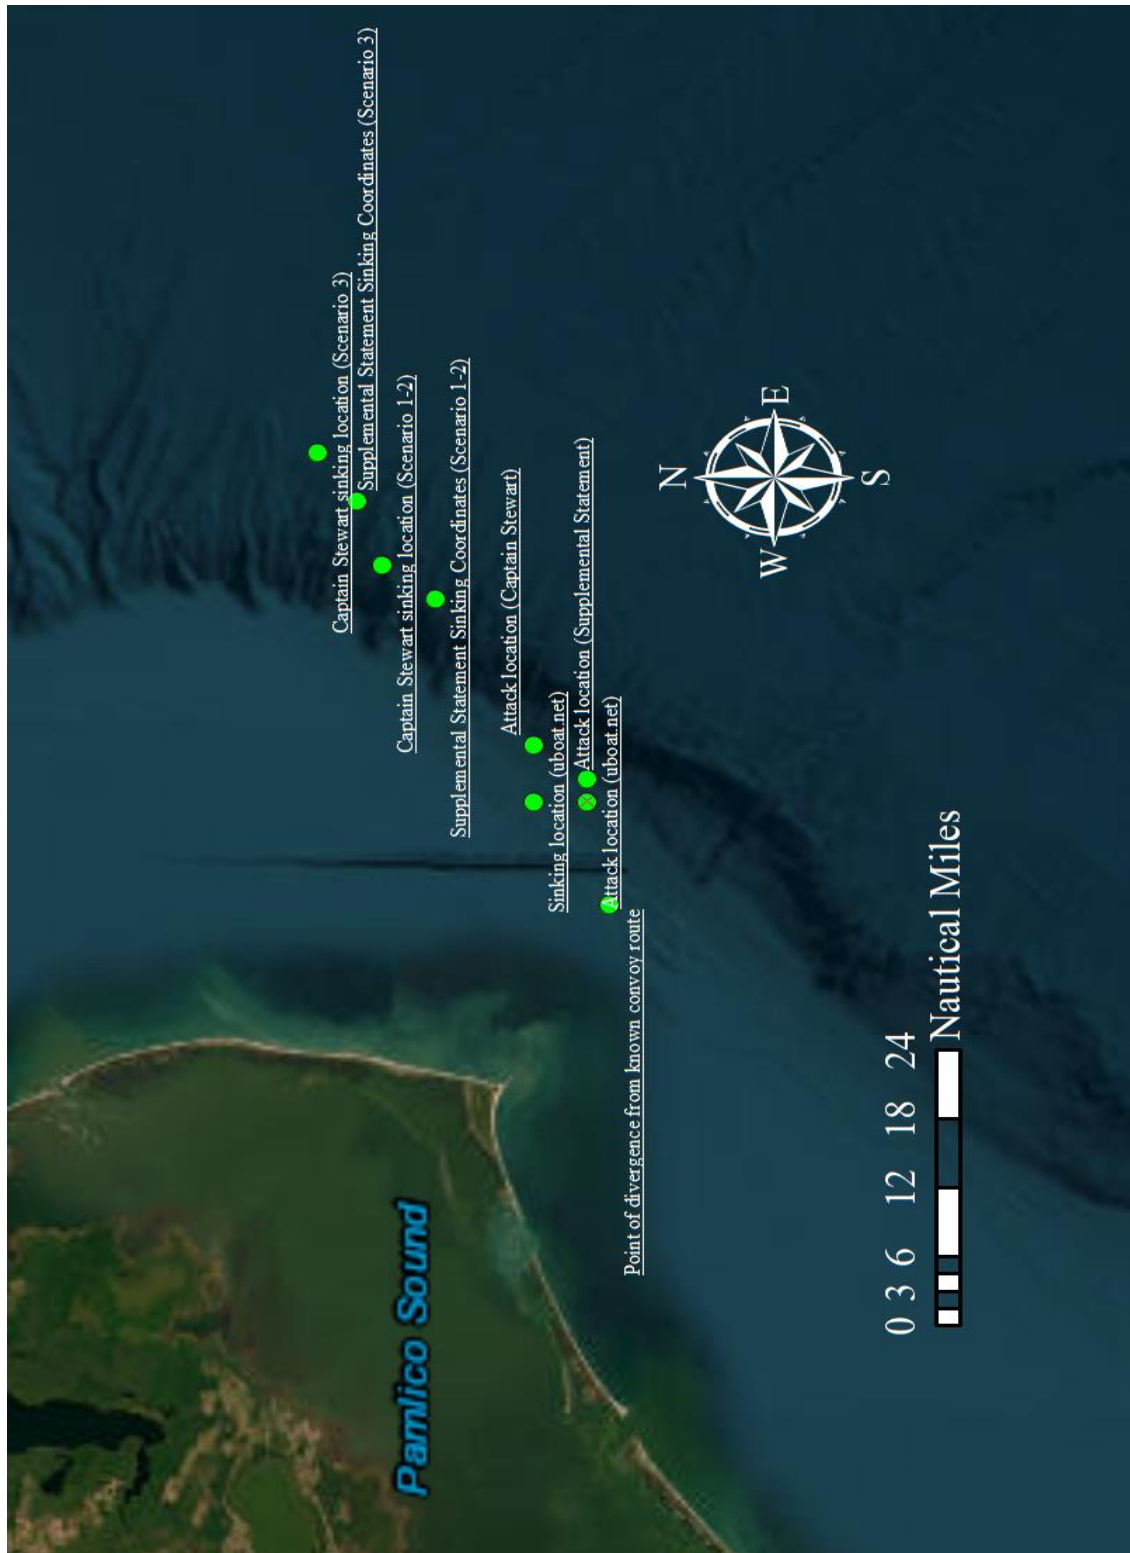 Captain Stewart sinking location (Scenario 3)
Supplemental Statement Sinking Coordinates (Scenario 3)
Captain Stewart sinking location (Scenario 1-2)
Supplemental Statement Sinking Coordinates (Scenario 1-2)
Attack location (Captain Stewart)
Sinking location (uboat.net)
Attack location (Supplemental Statement)
Attack location (uboat.net)
Point of divergence from known convoy route
Pamlico Sound
N
W E
S
0 3 6 12 18 24
Nautical Miles